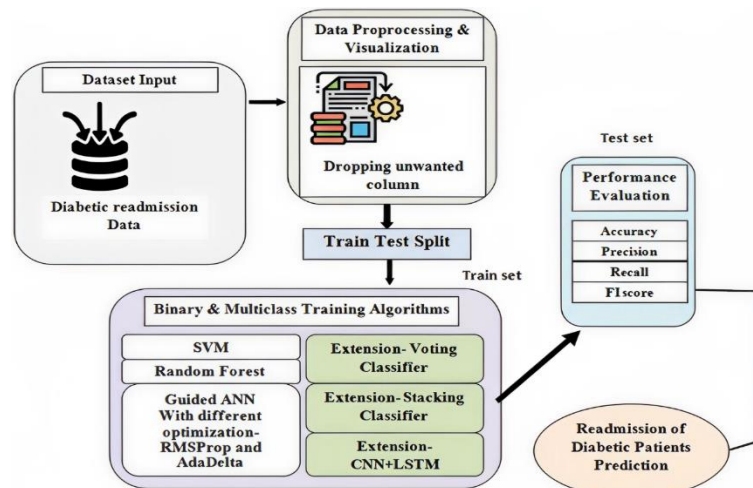 Dataset Input
Diabetic readmission
Data
Data Proprocessing &
Visualization
Dropping unwanted
column
Train Test Split
Train set
Binary & Multiclass Training Algorithms
SVM
Random Forest
Guided ANN
With different
optimization-
RMSProp and
AdaDelta
Extension- Voting
Classifier
Extension- Stacking
Classifier
Extension-
CNN+LSTM
Test set
Performance
Evaluation
Accuracy
Precision
Recall
FIscore
Readmission of
Diabetic Patients
Prediction